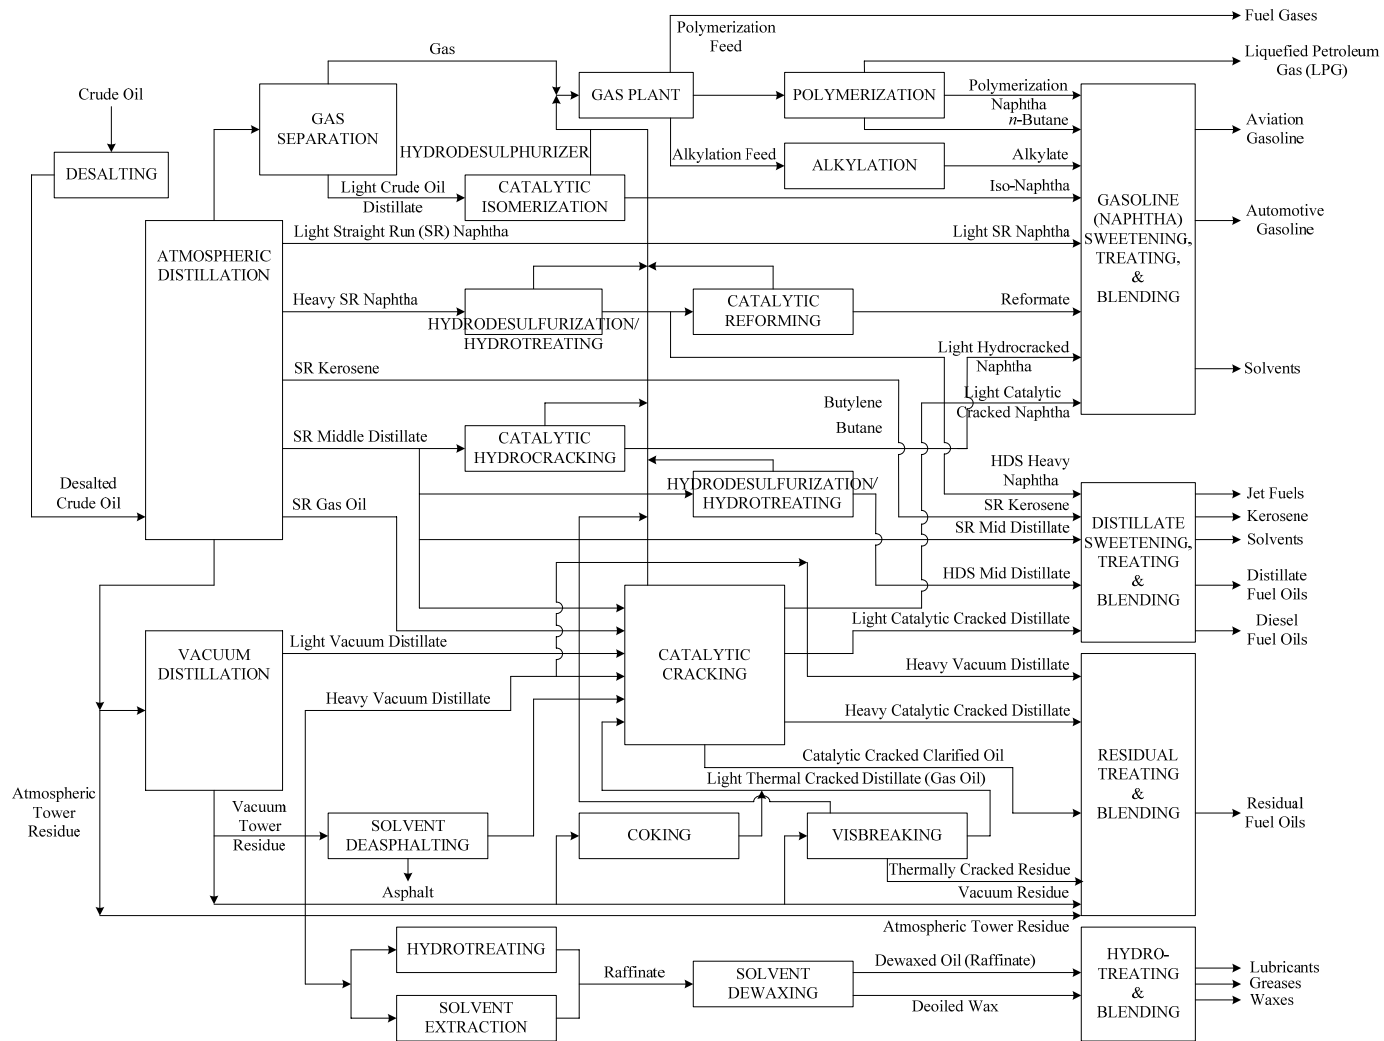 Fuel Gases
Polymerization
Feed
Gas
Liquefied Petroleum
Gas (LPG)
Crude Oil
GAS
SEPARATION
GAS PLANT
POLYMERIZATION
Polymerization
Naphtha
n-Butane
Aviation
Gasoline
DESALTING
HYDRODESULPHURIZER
Alkylation Feed
ALKYLATION
Alkylate
Light Crude Oil
Distillate
CATALYTIC
ISOMERIZATION
Iso-Naphtha
GASOLINE
(NAPHTHA)
SWEETENING,
TREATING,
&
BLENDING
Automotive
Gasoline
ATMOSPHERIC
DISTILLATION
Light Straight Run (SR) Naphtha
Light SR Naphtha
Heavy SR Naphtha
HYDRODESULFURIZATION/
HYDROTREATING
CATALYTIC
REFORMING
Reformate
Light Hydrocracked
Naphtha
Solvents
SR Kerosene
Light Catalytic
Cracked Naphtha
Butylene
Butane
SR Middle Distillate
CATALYTIC
HYDROCRACKING
HDS Heavy
Naphtha
Desalted
Crude Oil
SR Gas Oil
HYDRODESULFURIZATION/
HYDROTREATING
SR Kerosene
SR Mid Distillate
DISTILLATE
SWEETENING,
TREATING
&
BLENDING
Jet Fuels
Kerosene
Solvents
HDS Mid Distillate
Distillate
Fuel Oils
Light Catalytic Cracked Distillate
Diesel
Fuel Oils
VACUUM
DISTILLATION
Light Vacuum Distillate
CATALYTIC
CRACKING
Heavy Vacuum Distillate
Heavy Vacuum Distillate
Heavy Catalytic Cracked Distillate
Catalytic Cracked Clarified Oil
Light Thermal Cracked Distillate (Gas Oil)
RESIDUAL
TREATING
&
BLENDING
Residual
Fuel Oils
Atmospheric
Tower
Residue
Vacuum
Tower
Residue
SOLVENT
DEASPHALTING
COKING
VISBREAKING
Asphalt
Thermally Cracked Residue
Vacuum Residue
Atmospheric Tower Residue
HYDROTREATING
Raffinate
SOLVENT
DEWAXING
Dewaxed Oil (Raffinate)
Deoiled Wax
HYDRO-
TREATING
&
BLENDING
Lubricants
Greases
Waxes
SOLVENT
EXTRACTION